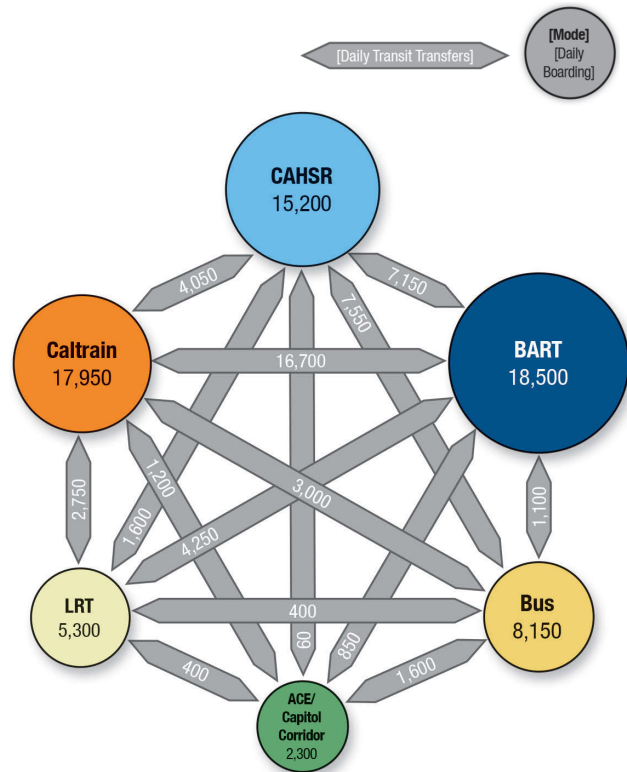 [Daily Transit Transfers]
[Mode]
[Daily
Boarding]
CAHSR
15,200
4,050
7,150
7,550
Caltrain
17,950
16,700
BART
18,500
2,750
1,200
1,600
3,000
4,250
1,100
LRT
5,300
400
Bus
8,150
400
60
850
1,600
ACE/
Capitol
Corridor
2,300